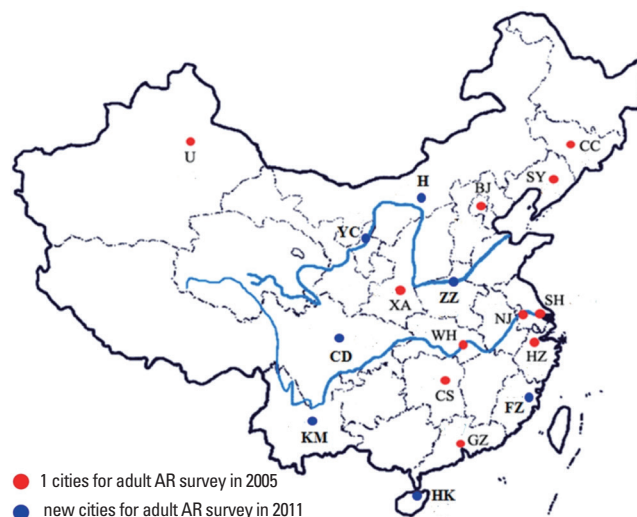 CC
U
SY
H
BJ
YC
ZZ
XA
SH
NJ
WH
HZ
CD
CS
FZ
KM
GZ
1 cities for adult AR survey in 2005
HK
new cities for adult AR survey in 2011